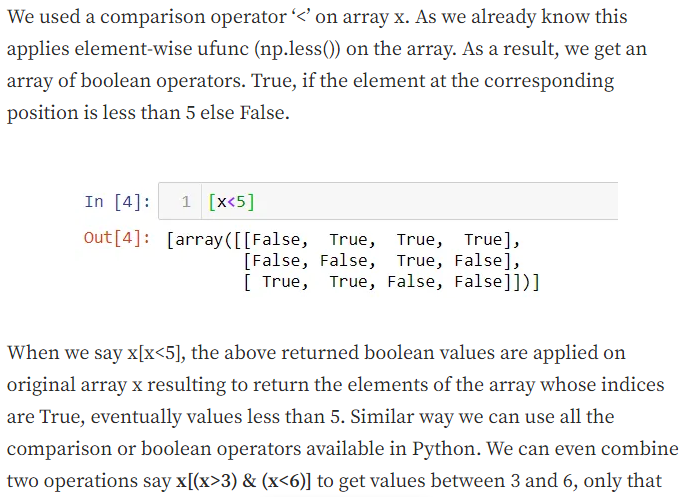 We used a comparison operator ‘<’ on array x. As we already know this
applies element-wise ufunc (np.less()) on the array. As a result, we get an
array of boolean operators. True, if the element at the corresponding
position is less than 5 else False.
In [4]: 1 [x<5]
Out[4]: [array([[False, True, True, True],
[False, False, True, False],
[ True, True, False, False]])]
When we say x[x<5], the above returned boolean values are applied on
original array x resulting to return the elements of the array whose indices
are True, eventually values less than 5. Similar way we can use all the
comparison or boolean operators available in Python. We can even combine
two operations say x[(x>3) & (x<6)] to get values between 3 and 6, only that